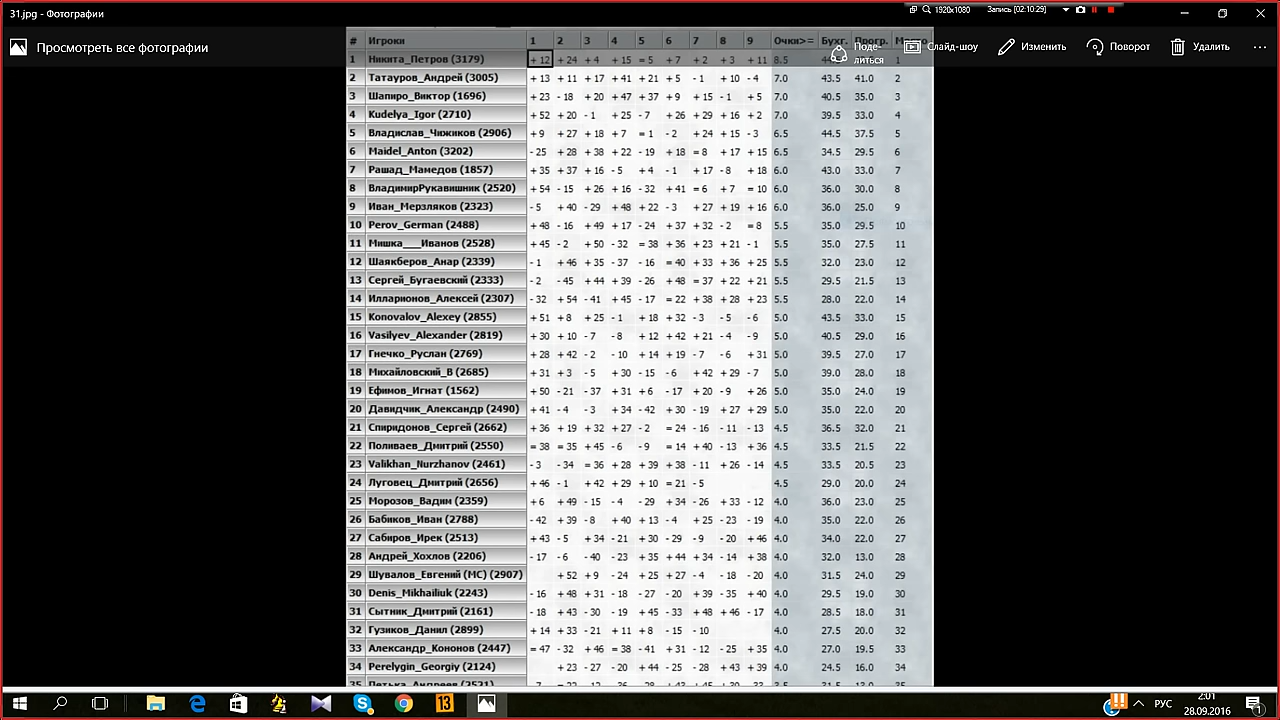 31.jpg - Фотографии
1920x1080 Запись [02:10:29]
Просмотреть все фотографии
Поде-
литься
Слайд-шоу
Изменить
Поворот
Удалить
# Игроки 1 2 3 4 5 6 7 8 9 Очки>= Бухг. Прогр. Место
1 Никита_Петров (3179) + 12 + 24 + 4 + 15 = 5 + 7 + 2 + 3 + 11 8.5 1
2 Татауров_Андрей (3005) + 13 + 11 + 17 + 41 + 21 + 5 - 1 + 10 - 4 7.0 43.5 41.0 2
3 Шапиро_Виктор (1696) + 23 - 18 + 20 + 47 + 37 + 9 + 15 - 1 + 5 7.0 40.5 35.0 3
4 Kudelya_Igor (2710) + 52 + 20 - 1 + 25 - 7 + 26 + 29 + 16 + 2 7.0 39.5 33.0 4
5 Владислав_Чижиков (2906) + 9 + 27 + 18 + 7 = 1 - 2 + 24 + 15 - 3 6.5 44.5 37.5 5
6 Maidel_Anton (3202) - 25 + 28 + 38 + 22 - 19 + 18 = 8 + 17 + 15 6.5 34.5 29.5 6
7 Рашад_Мамедов (1857) + 35 + 37 + 16 - 5 + 4 - 1 + 17 - 8 + 18 6.0 43.0 33.0 7
8 ВладимирРукавишник (2520) + 54 - 15 + 26 + 16 - 32 + 41 = 6 + 7 = 10 6.0 36.0 30.0 8
9 Иван_Мерзляков (2323) - 5 + 40 - 29 + 48 + 22 - 3 + 27 + 19 + 16 6.0 36.0 25.0 9
10 Perov_German (2488) + 48 - 16 + 49 + 17 - 24 + 37 + 32 - 2 = 8 5.5 35.0 29.5 10
11 Мишка___Иванов (2528) + 45 - 2 + 50 - 32 = 38 + 36 + 23 + 21 - 1 5.5 35.0 27.5 11
12 Шаякберов_Анар (2339) - 1 + 46 + 35 - 37 - 16 = 40 + 33 + 36 + 25 5.5 32.0 23.0 12
13 Сергей_Бугаевский (2333) - 2 - 45 + 44 + 39 - 26 + 48 = 37 + 22 + 21 5.5 29.5 21.5 13
14 Илларионов_Алексей (2307) - 32 + 54 - 41 + 45 - 17 = 22 + 38 + 28 + 23 5.5 28.0 22.0 14
15 Konovalov_Alexey (2855) + 51 + 8 + 25 - 1 + 18 + 32 - 3 - 5 - 6 5.0 43.5 33.0 15
16 Vasilyev_Alexander (2819) + 30 + 10 - 7 - 8 + 12 + 42 + 21 - 4 - 9 5.0 40.5 29.0 16
17 Гнечко_Руслан (2769) + 28 + 42 - 2 - 10 + 14 + 19 - 7 - 6 + 31 5.0 39.5 27.0 17
18 Михайловский_В (2685) + 31 + 3 - 5 + 30 - 15 - 6 + 42 + 29 - 7 5.0 39.0 28.0 18
19 Ефимов_Игнат (1562) + 50 - 21 - 37 + 31 + 6 - 17 + 20 - 9 + 26 5.0 35.0 24.0 19
20 Давидчик_Александр (2490) + 41 - 4 - 3 + 34 - 42 + 30 - 19 + 27 + 29 5.0 35.0 22.0 20
21 Спиридонов_Сергей (2662) + 36 + 19 + 32 + 27 - 2 = 24 - 16 - 11 - 13 4.5 36.5 32.0 21
22 Поливаев_Дмитрий (2550) = 38 = 35 + 45 - 6 - 9 = 14 + 40 - 13 + 36 4.5 33.5 21.5 22
23 Valikhan_Nurzhanov (2461) - 3 - 34 = 36 + 28 + 39 + 38 - 11 + 26 - 14 4.5 33.5 20.5 23
24 Луговец_Дмитрий (2656) + 46 - 1 + 42 + 29 + 10 = 21 - 5 4.5 29.0 20.0 24
25 Морозов_Вадим (2359) + 6 + 49 - 15 - 4 - 29 + 34 - 26 + 33 - 12 4.0 36.0 23.0 25
26 Бабиков_Иван (2788) - 42 + 39 - 8 + 40 + 13 - 4 + 25 - 23 - 19 4.0 35.0 22.0 26
27 Сабиров_Ирек (2513) + 43 - 5 + 34 - 21 + 30 - 29 - 9 - 20 + 46 4.0 34.0 22.0 27
28 Андрей_Хохлов (2206) - 17 - 6 - 40 - 23 + 35 + 44 + 34 - 14 + 38 4.0 32.0 13.0 28
29 Шувалов_Евгений (МС) (2907) + 52 + 9 - 24 + 25 + 27 - 4 - 18 - 20 4.0 31.5 24.0 29
30 Denis_Mikhailiuk (2243) - 16 + 48 + 31 - 18 - 27 - 20 + 39 - 35 + 40 4.0 29.5 19.0 30
31 Сытник_Дмитрий (2161) - 18 + 43 - 30 - 19 + 45 - 33 + 48 + 46 - 17 4.0 28.5 18.0 31
32 Гузиков_Данил (2899) + 14 + 33 - 21 + 11 + 8 - 15 - 10 4.0 27.5 20.0 32
33 Александр_Кононов (2447) = 47 - 32 + 46 = 38 - 41 + 31 - 12 - 25 + 35 4.0 27.0 19.5 33
34 Perelygin_Georgiy (2124) + 23 - 27 - 20 + 44 - 25 - 28 + 43 + 39 4.0 24.5 16.0 34
35 Петька_Андреев (2521)
13
РУС
2:01
28.09.2016
1